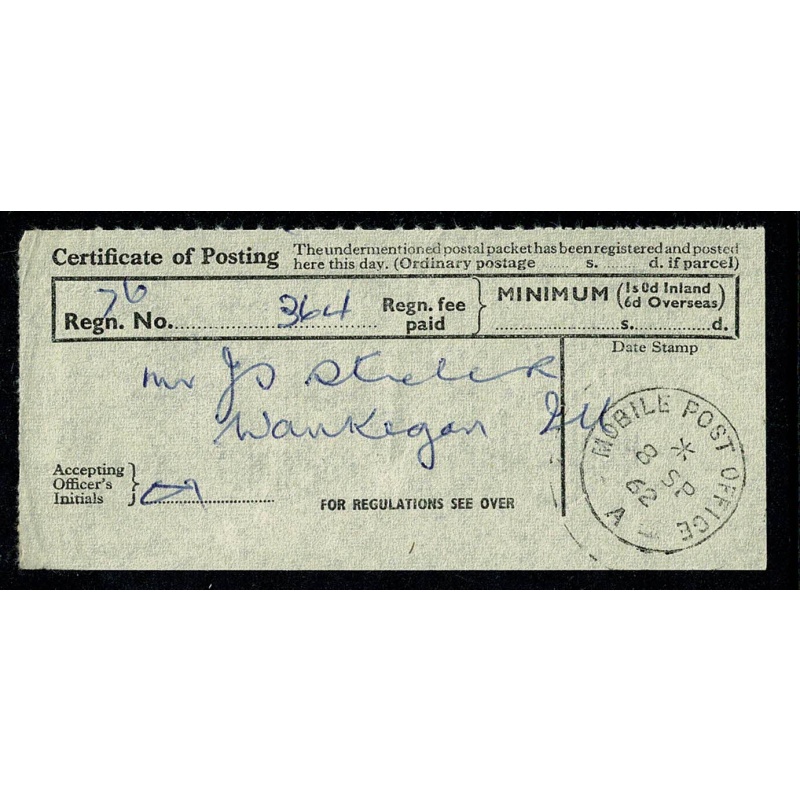 Certificate of Posting
The undermentioned postal packet has been registered and posted
here this day. (Ordinary postage ...... s. ...... d. if parcel)
76
Regn. No. 364
Regn. fee
paid
MINIMUM (1s 0d Inland
6d Overseas)
s. d.
Date Stamp
Mr J S
Waukegan Ill
MOBILE POST OFFICE
*
8 SP
62
A
Accepting
Officer's
Initials
FOR REGULATIONS SEE OVER